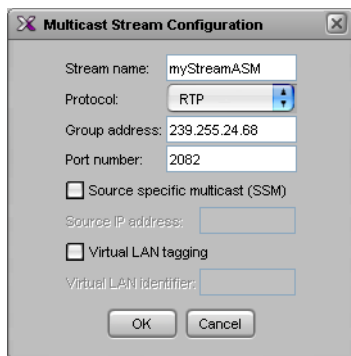 Multicast Stream Configuration
Stream name: myStreamASM
Protocol: RTP
Group address: 239.255.24.68
Port number: 2082
Source specific multicast (SSM)
Source IP address:
Virtual LAN tagging
Virtual LAN identifier:
OK Cancel